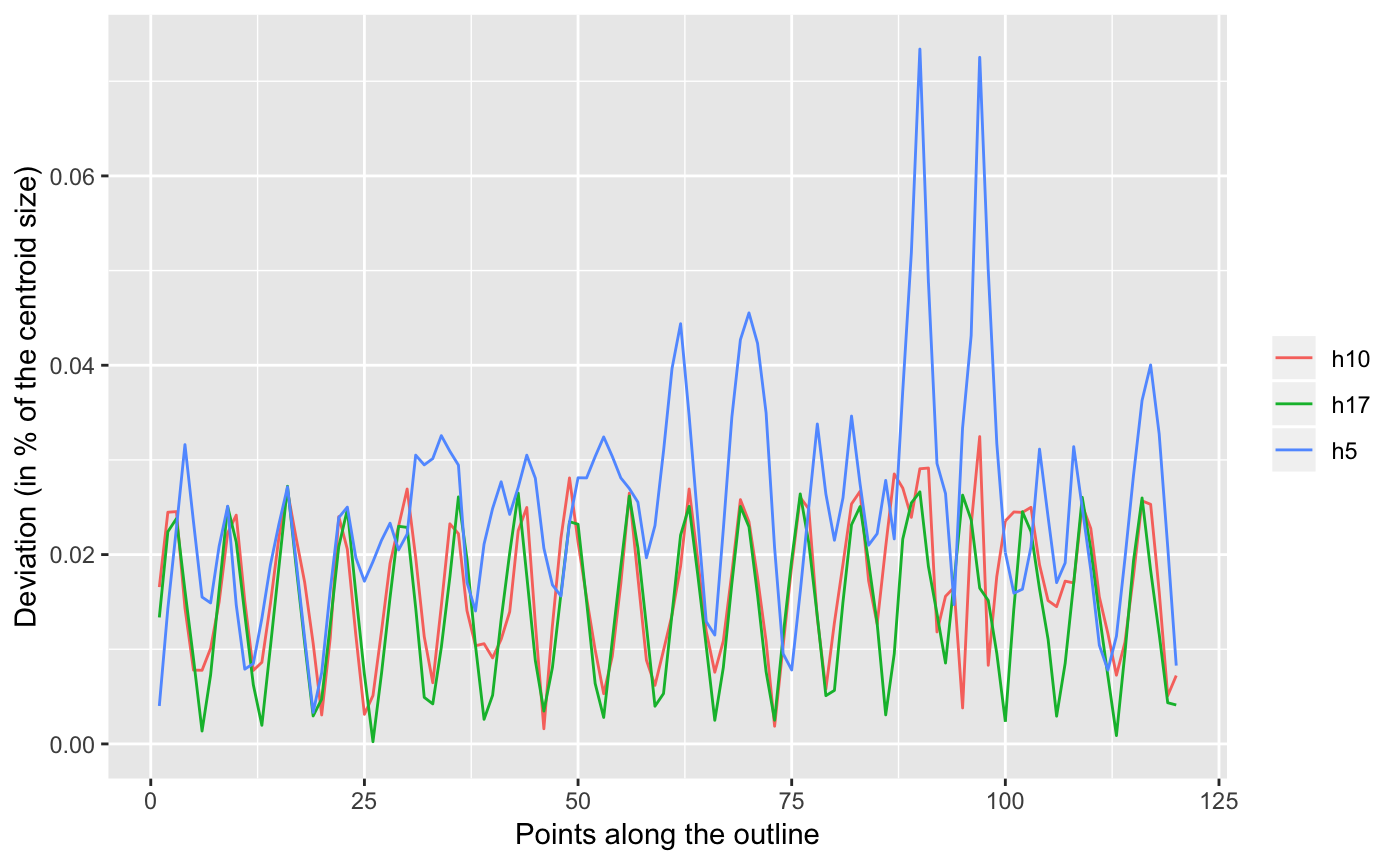 Deviation (in % of the centroid size)
0.06
0.04
0.02
0.00
0
25
50
75
100
125
Points along the outline
h10
h17
h5